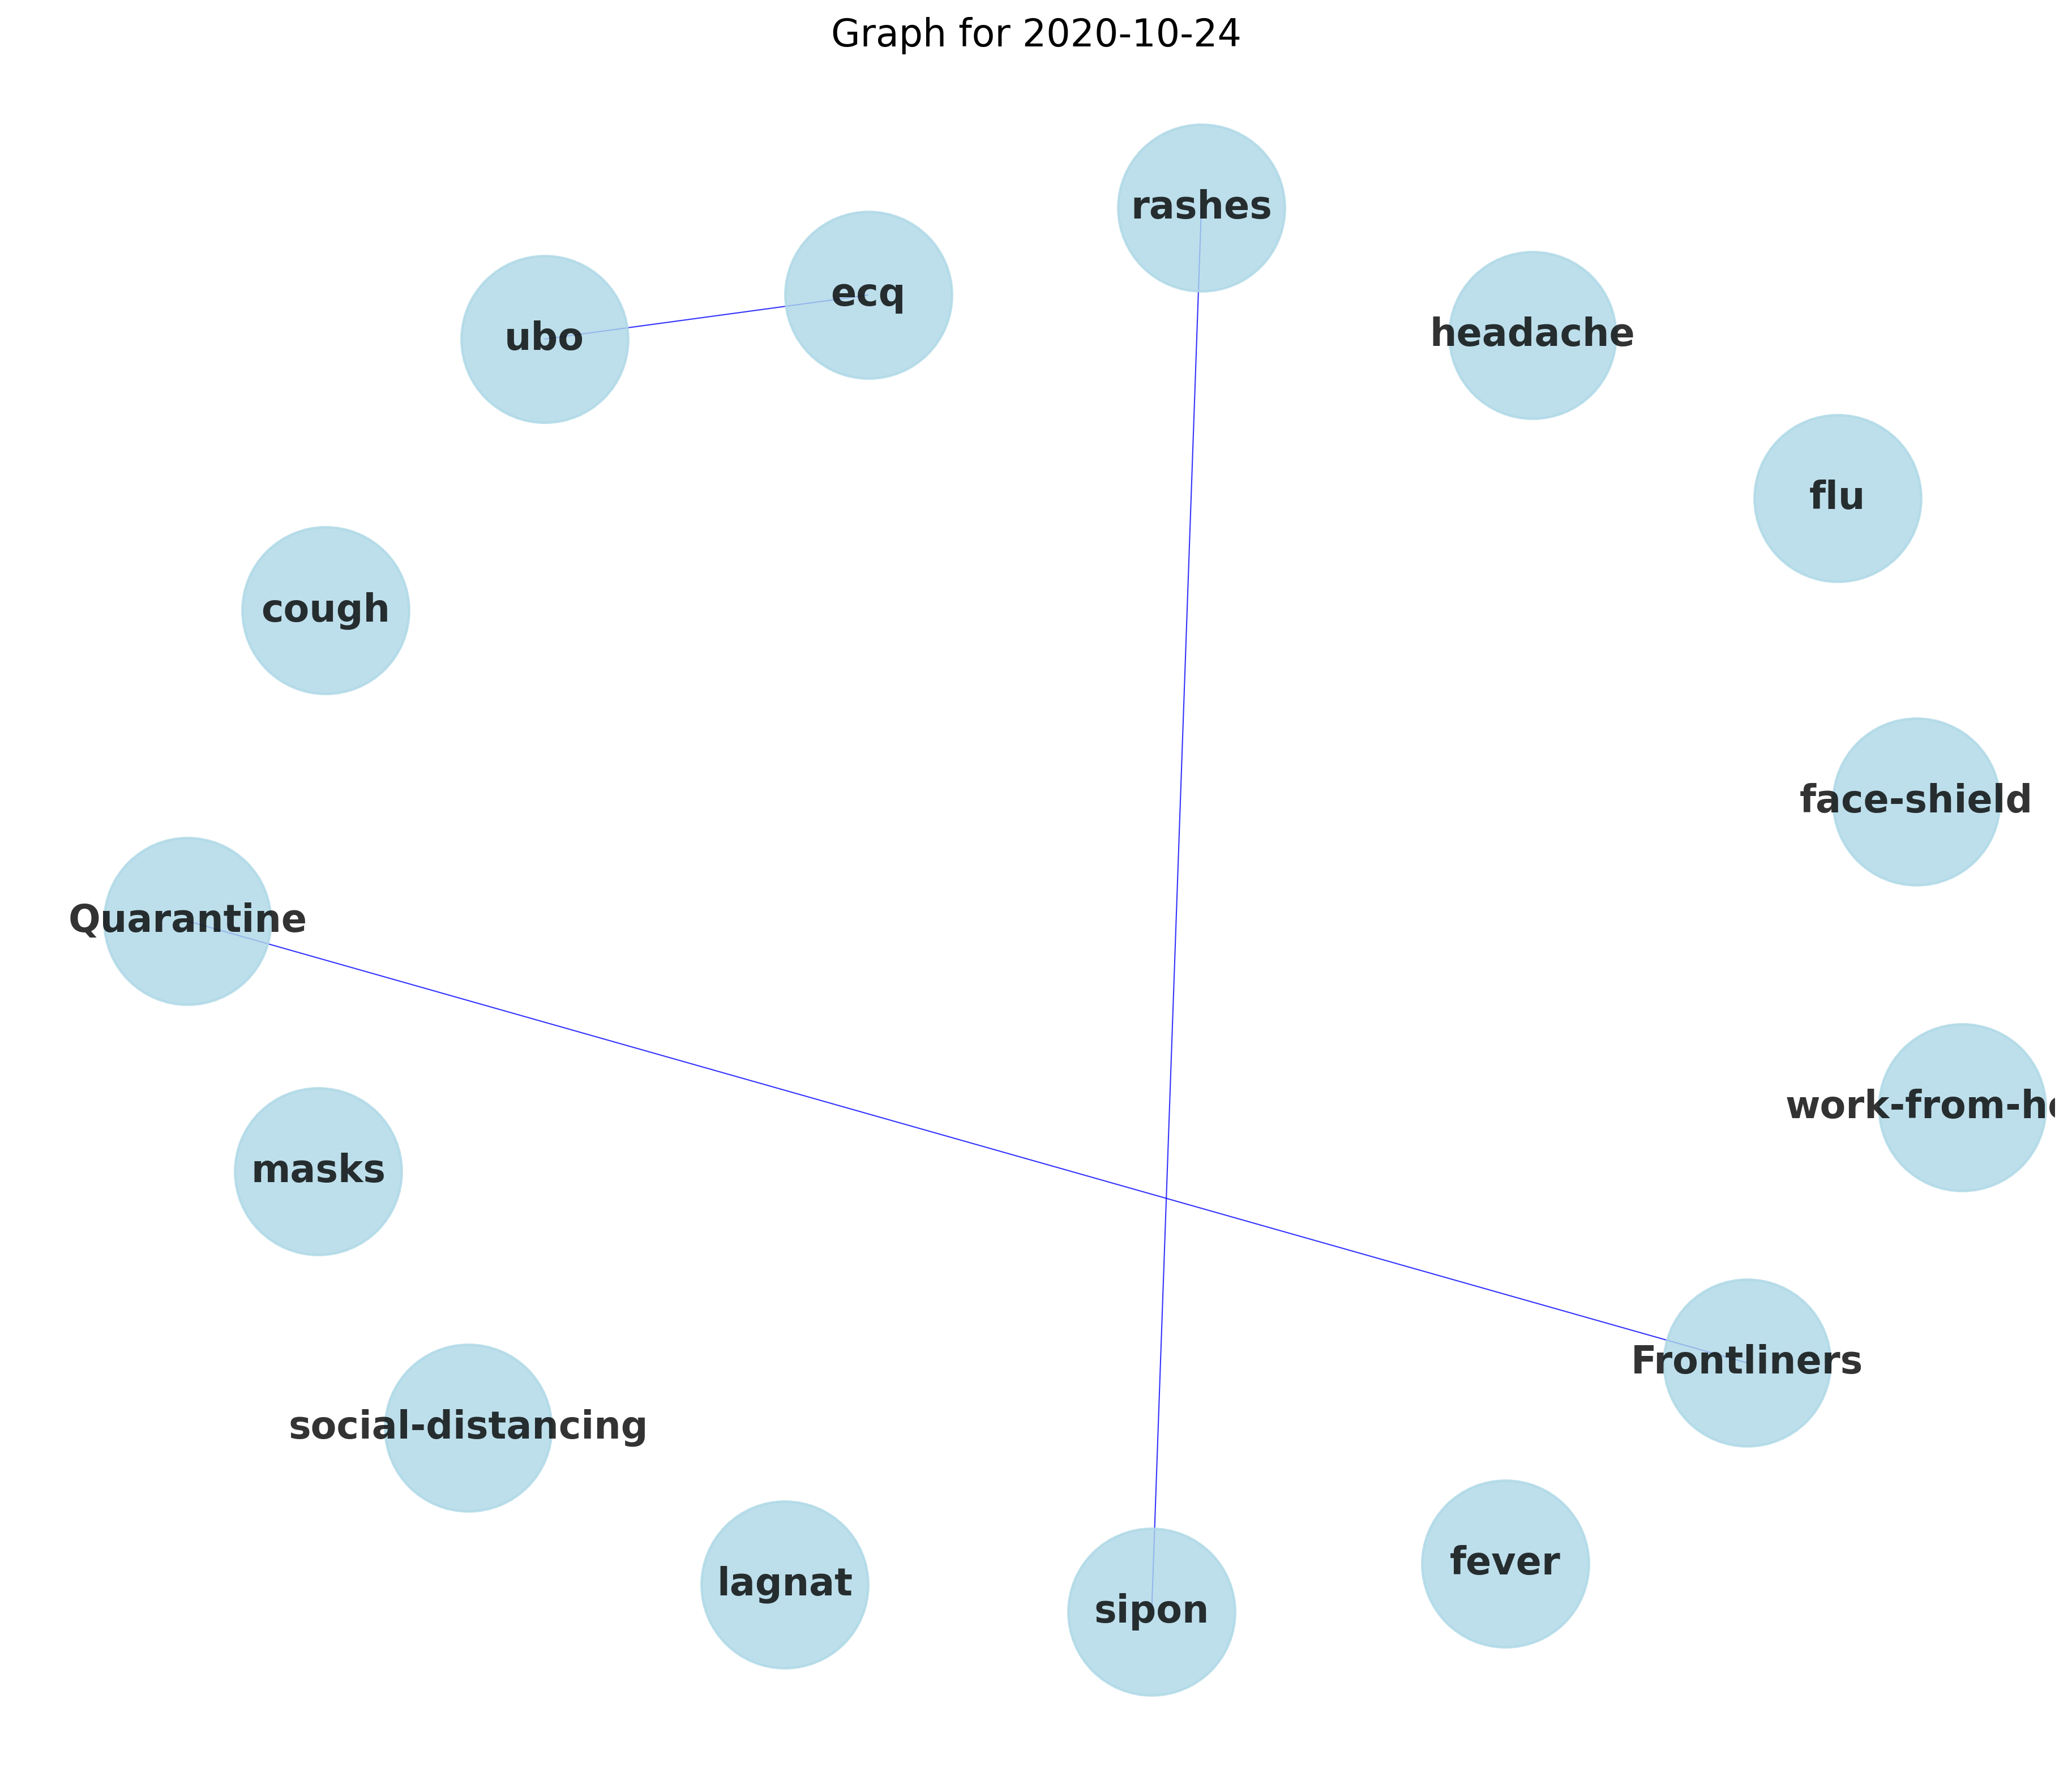 Graph for 2020-10-24
rashes
ecq
ubo
headache
flu
cough
face-shield
Quarantine
work-from-ho
masks
Frontliners
social-distancing
fever
lagnat
sipon